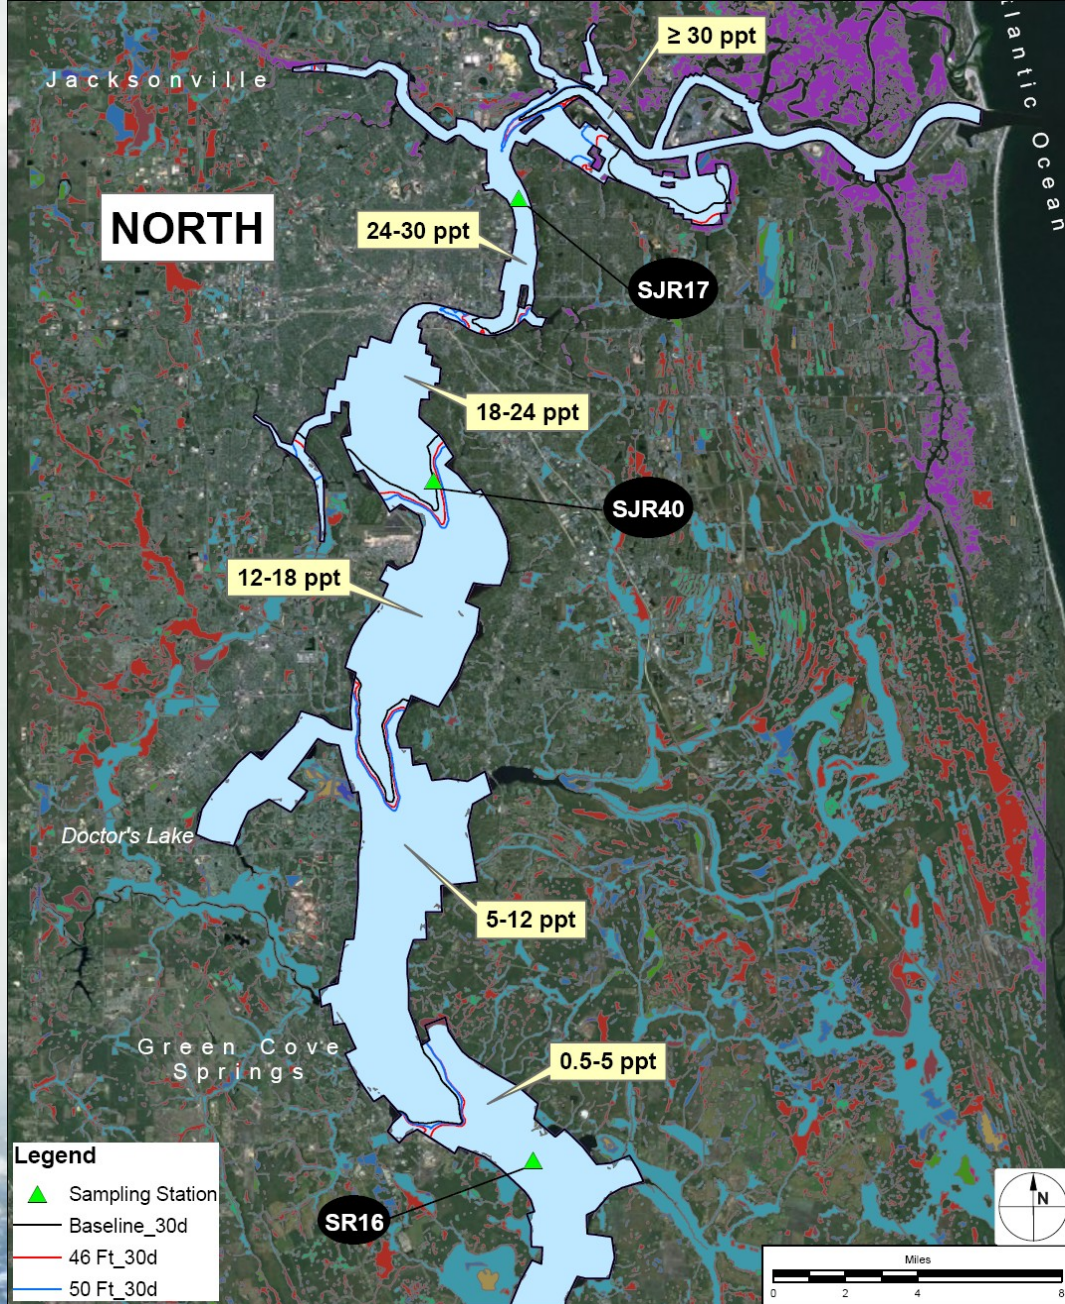 ≥ 30 ppt
Jacksonville
tlantic Ocean
NORTH
24-30 ppt
SJR17
18-24 ppt
SJR40
12-18 ppt
Doctor's Lake
5-12 ppt
Green Cove
Springs
0.5-5 ppt
SR16
Legend
Sampling Station
Baseline_30d
46 Ft_30d
50 Ft_30d
N
Miles
0 2 4 8